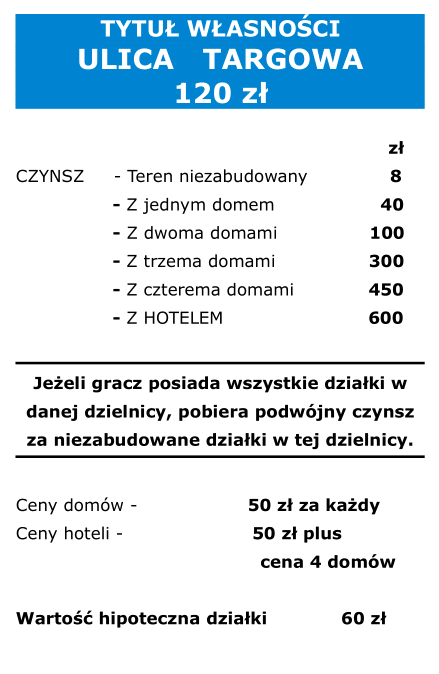 TYTUŁ WŁASNOŚCI
ULICA TARGOWA
120 zł
zł
CZYNSZ - Teren niezabudowany 8
- Z jednym domem 40
- Z dwoma domami 100
- Z trzema domami 300
- Z czterema domami 450
- Z HOTELEM 600
Jeżeli gracz posiada wszystkie działki w
danej dzielnicy, pobiera podwójny czynsz
za niezabudowane działki w tej dzielnicy.
Ceny domów - 50 zł za każdy
Ceny hoteli - 50 zł plus
cena 4 domów
Wartość hipoteczna działki 60 zł